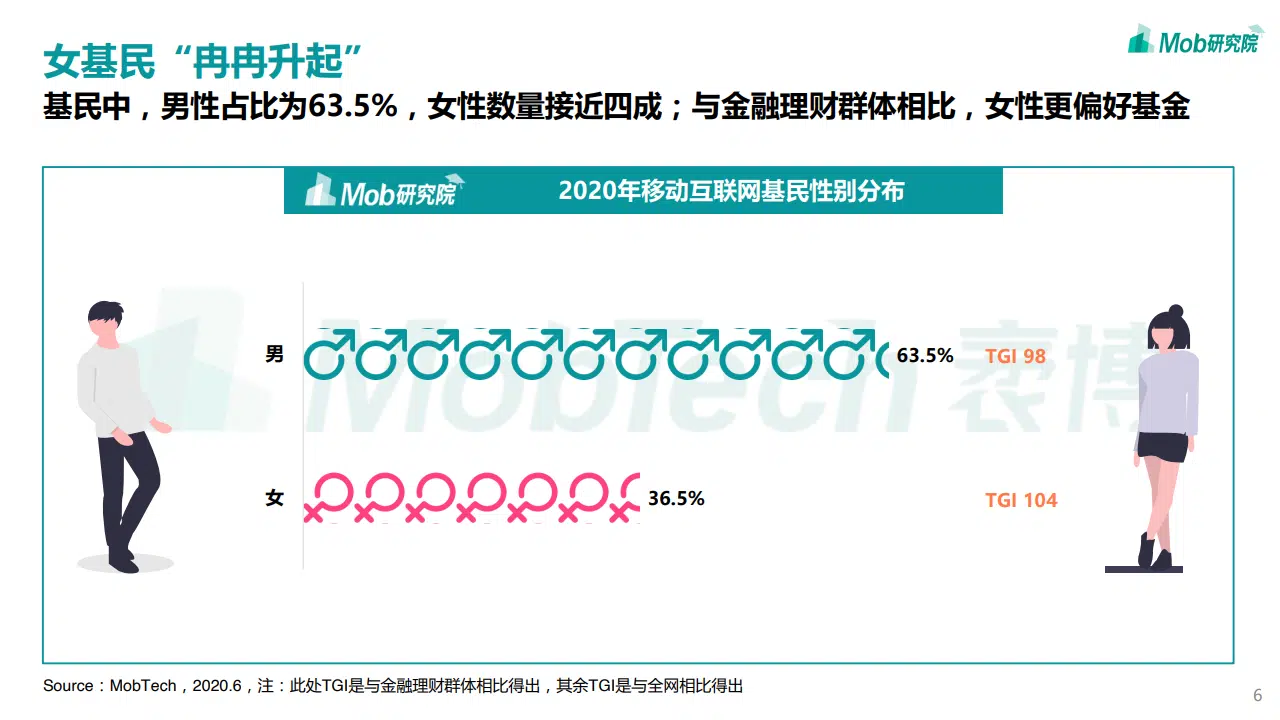 Mob研究院
女基民“冉冉升起”
基民中，男性占比为63.5%，女性数量接近四成；与金融理财群体相比，女性更偏好基金
Mob研究院
2020年移动互联网基民性别分布
MobTech 袤博
男
63.5%
TGI 98
女
36.5%
TGI 104
Source：MobTech，2020.6，注：此处TGI是与金融理财群体相比得出，其余TGI是与全网相比得出
6